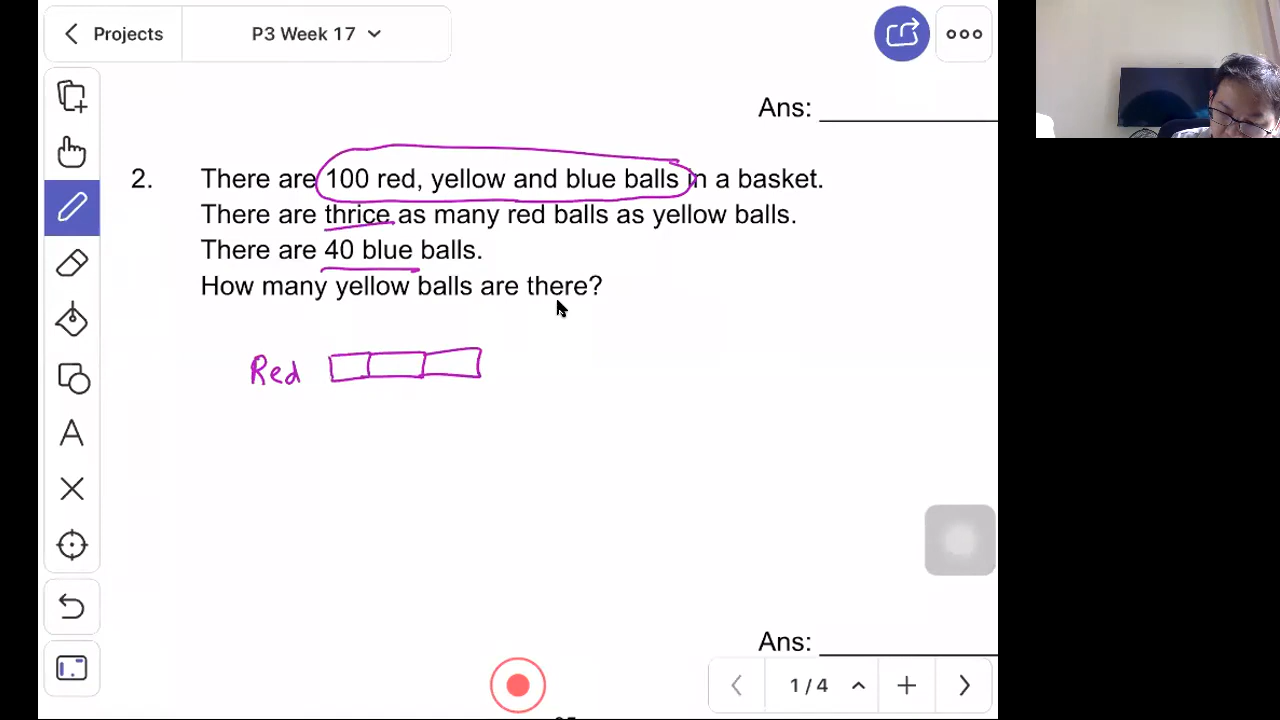 Projects
P3 Week 17
Ans:
2.
There are 100 red, yellow and blue balls in a basket.
There are thrice as many red balls as yellow balls.
There are 40 blue balls.
How many yellow balls are there?
Red
A
Ans:
1 / 4